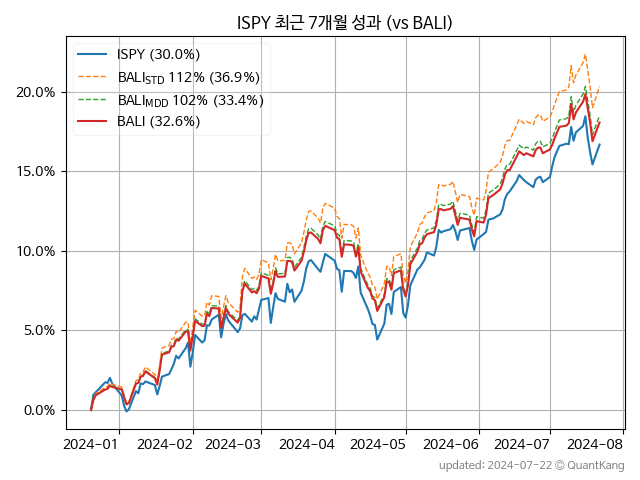 ISPY 최근 7개월 성과 (vs BALI)
ISPY (30.0%)
BALI_STD 112% (36.9%)
BALI_MDD 102% (33.4%)
BALI (32.6%)
20.0%
15.0%
10.0%
5.0%
0.0%
2024-01 2024-02 2024-03 2024-04 2024-05 2024-06 2024-07 2024-08
updated: 2024-07-22 © QuantKang